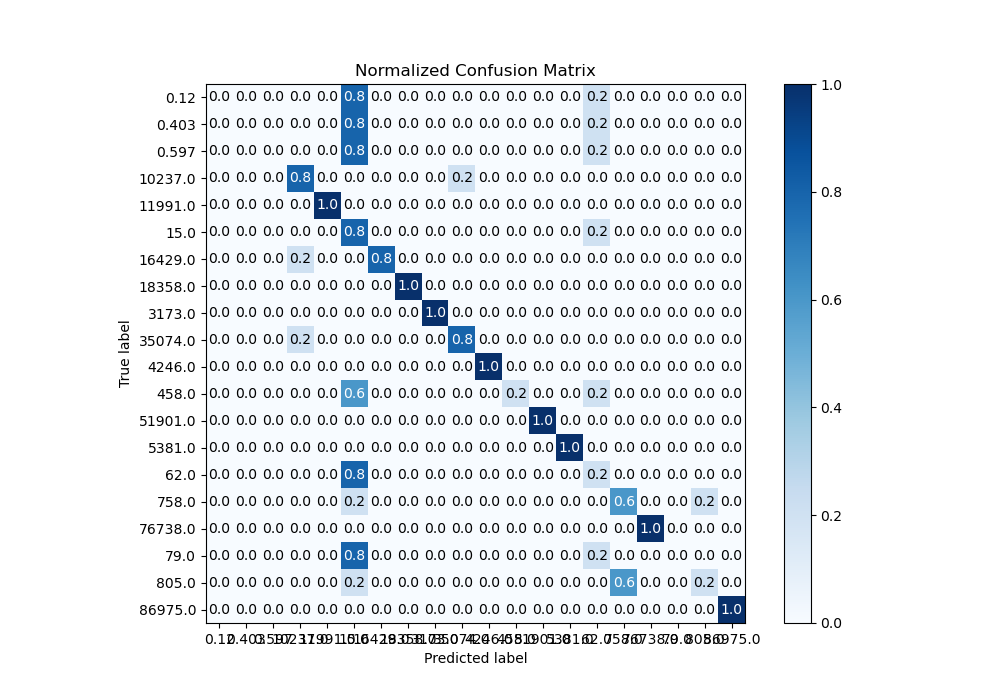 Normalized Confusion Matrix
0.12 0.0 0.0 0.0 0.0 0.0 0.8 0.0 0.0 0.0 0.0 0.0 0.0 0.0 0.0 0.2 0.0 0.0 0.0 0.0 0.0
0.403 0.0 0.0 0.0 0.0 0.0 0.8 0.0 0.0 0.0 0.0 0.0 0.0 0.0 0.0 0.2 0.0 0.0 0.0 0.0 0.0
0.597 0.0 0.0 0.0 0.0 0.0 0.8 0.0 0.0 0.0 0.0 0.0 0.0 0.0 0.0 0.2 0.0 0.0 0.0 0.0 0.0
10237.0 0.0 0.0 0.0 0.8 0.0 0.0 0.0 0.0 0.0 0.2 0.0 0.0 0.0 0.0 0.0 0.0 0.0 0.0 0.0 0.0
11991.0 0.0 0.0 0.0 0.0 1.0 0.0 0.0 0.0 0.0 0.0 0.0 0.0 0.0 0.0 0.0 0.0 0.0 0.0 0.0 0.0
15.0 0.0 0.0 0.0 0.0 0.0 0.8 0.0 0.0 0.0 0.0 0.0 0.0 0.0 0.0 0.2 0.0 0.0 0.0 0.0 0.0
16429.0 0.0 0.0 0.0 0.2 0.0 0.0 0.8 0.0 0.0 0.0 0.0 0.0 0.0 0.0 0.0 0.0 0.0 0.0 0.0 0.0
18358.0 0.0 0.0 0.0 0.0 0.0 0.0 0.0 1.0 0.0 0.0 0.0 0.0 0.0 0.0 0.0 0.0 0.0 0.0 0.0 0.0
3173.0 0.0 0.0 0.0 0.0 0.0 0.0 0.0 0.0 1.0 0.0 0.0 0.0 0.0 0.0 0.0 0.0 0.0 0.0 0.0 0.0
35074.0 0.0 0.0 0.0 0.2 0.0 0.0 0.0 0.0 0.0 0.8 0.0 0.0 0.0 0.0 0.0 0.0 0.0 0.0 0.0 0.0
4246.0 0.0 0.0 0.0 0.0 0.0 0.0 0.0 0.0 0.0 0.0 1.0 0.0 0.0 0.0 0.0 0.0 0.0 0.0 0.0 0.0
458.0 0.0 0.0 0.0 0.0 0.0 0.6 0.0 0.0 0.0 0.0 0.0 0.2 0.0 0.0 0.2 0.0 0.0 0.0 0.0 0.0
51901.0 0.0 0.0 0.0 0.0 0.0 0.0 0.0 0.0 0.0 0.0 0.0 0.0 1.0 0.0 0.0 0.0 0.0 0.0 0.0 0.0
5381.0 0.0 0.0 0.0 0.0 0.0 0.0 0.0 0.0 0.0 0.0 0.0 0.0 0.0 1.0 0.0 0.0 0.0 0.0 0.0 0.0
62.0 0.0 0.0 0.0 0.0 0.0 0.8 0.0 0.0 0.0 0.0 0.0 0.0 0.0 0.0 0.2 0.0 0.0 0.0 0.0 0.0
758.0 0.0 0.0 0.0 0.0 0.0 0.2 0.0 0.0 0.0 0.0 0.0 0.0 0.0 0.0 0.0 0.6 0.0 0.0 0.2 0.0
76738.0 0.0 0.0 0.0 0.0 0.0 0.0 0.0 0.0 0.0 0.0 0.0 0.0 0.0 0.0 0.0 0.0 1.0 0.0 0.0 0.0
79.0 0.0 0.0 0.0 0.0 0.0 0.8 0.0 0.0 0.0 0.0 0.0 0.0 0.0 0.0 0.2 0.0 0.0 0.0 0.0 0.0
805.0 0.0 0.0 0.0 0.0 0.0 0.2 0.0 0.0 0.0 0.0 0.0 0.0 0.0 0.0 0.0 0.6 0.0 0.0 0.2 0.0
86975.0 0.0 0.0 0.0 0.0 0.0 0.0 0.0 0.0 0.0 0.0 0.0 0.0 0.0 0.0 0.0 0.0 0.0 0.0 0.0 1.0
True label
Predicted label
1.0
0.8
0.6
0.4
0.2
0.0